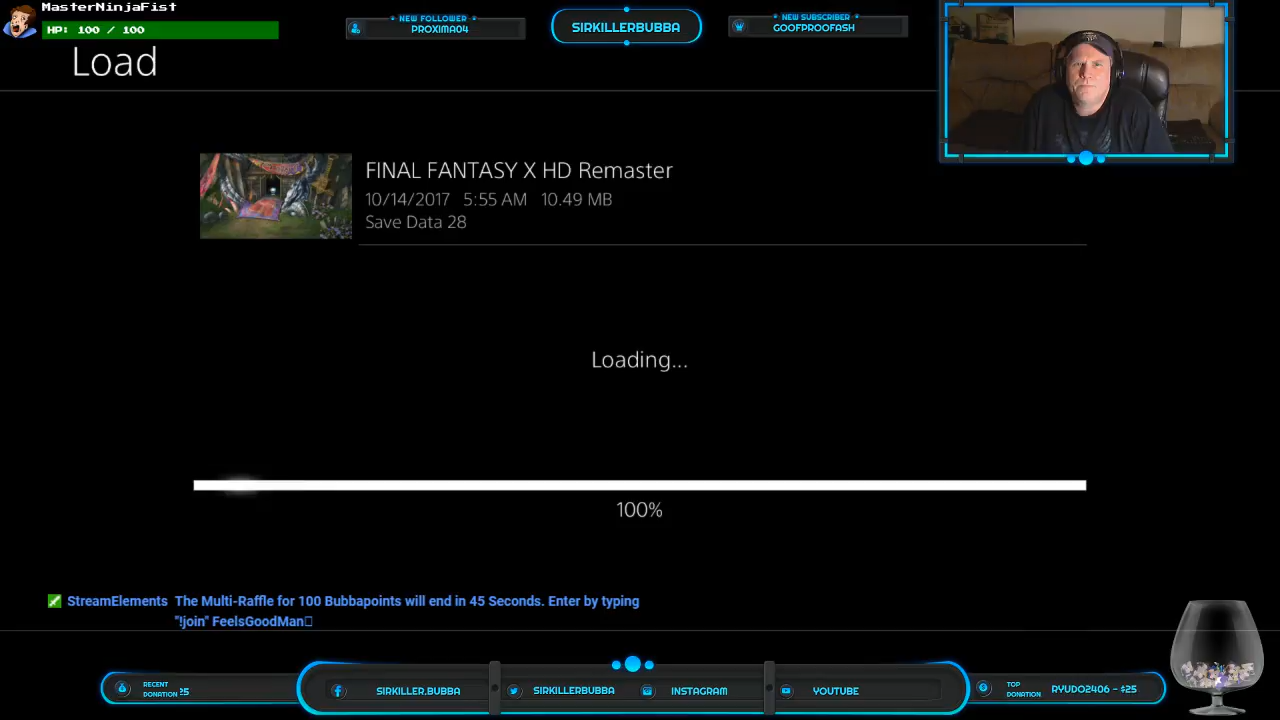 MasterNinjaFist
HP: 100 / 100
NEW FOLLOWER
PROXIMA04
SIRKILLERBUBBA
NEW SUBSCRIBER
GOOFPROOFASH
Load
FINAL FANTASY X HD Remaster
10/14/2017 5:55 AM 10.49 MB
Save Data 28
Loading...
100%
StreamElements The Multi-Raffle for 100 Bubbapoints will end in 45 Seconds. Enter by typing
"!join" FeelsGoodMan
RECENT
DONATION
SIRKILLER.BUBBA
SIRKILLERBUBBA
INSTAGRAM
YOUTUBE
TOP
DONATION
RYUDO2406 - $25